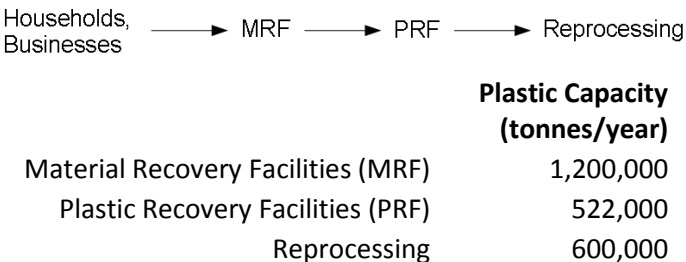 Households,
Businesses
MRF
PRF
Reprocessing
Plastic Capacity
(tonnes/year)
Material Recovery Facilities (MRF) 1,200,000
Plastic Recovery Facilities (PRF) 522,000
Reprocessing 600,000